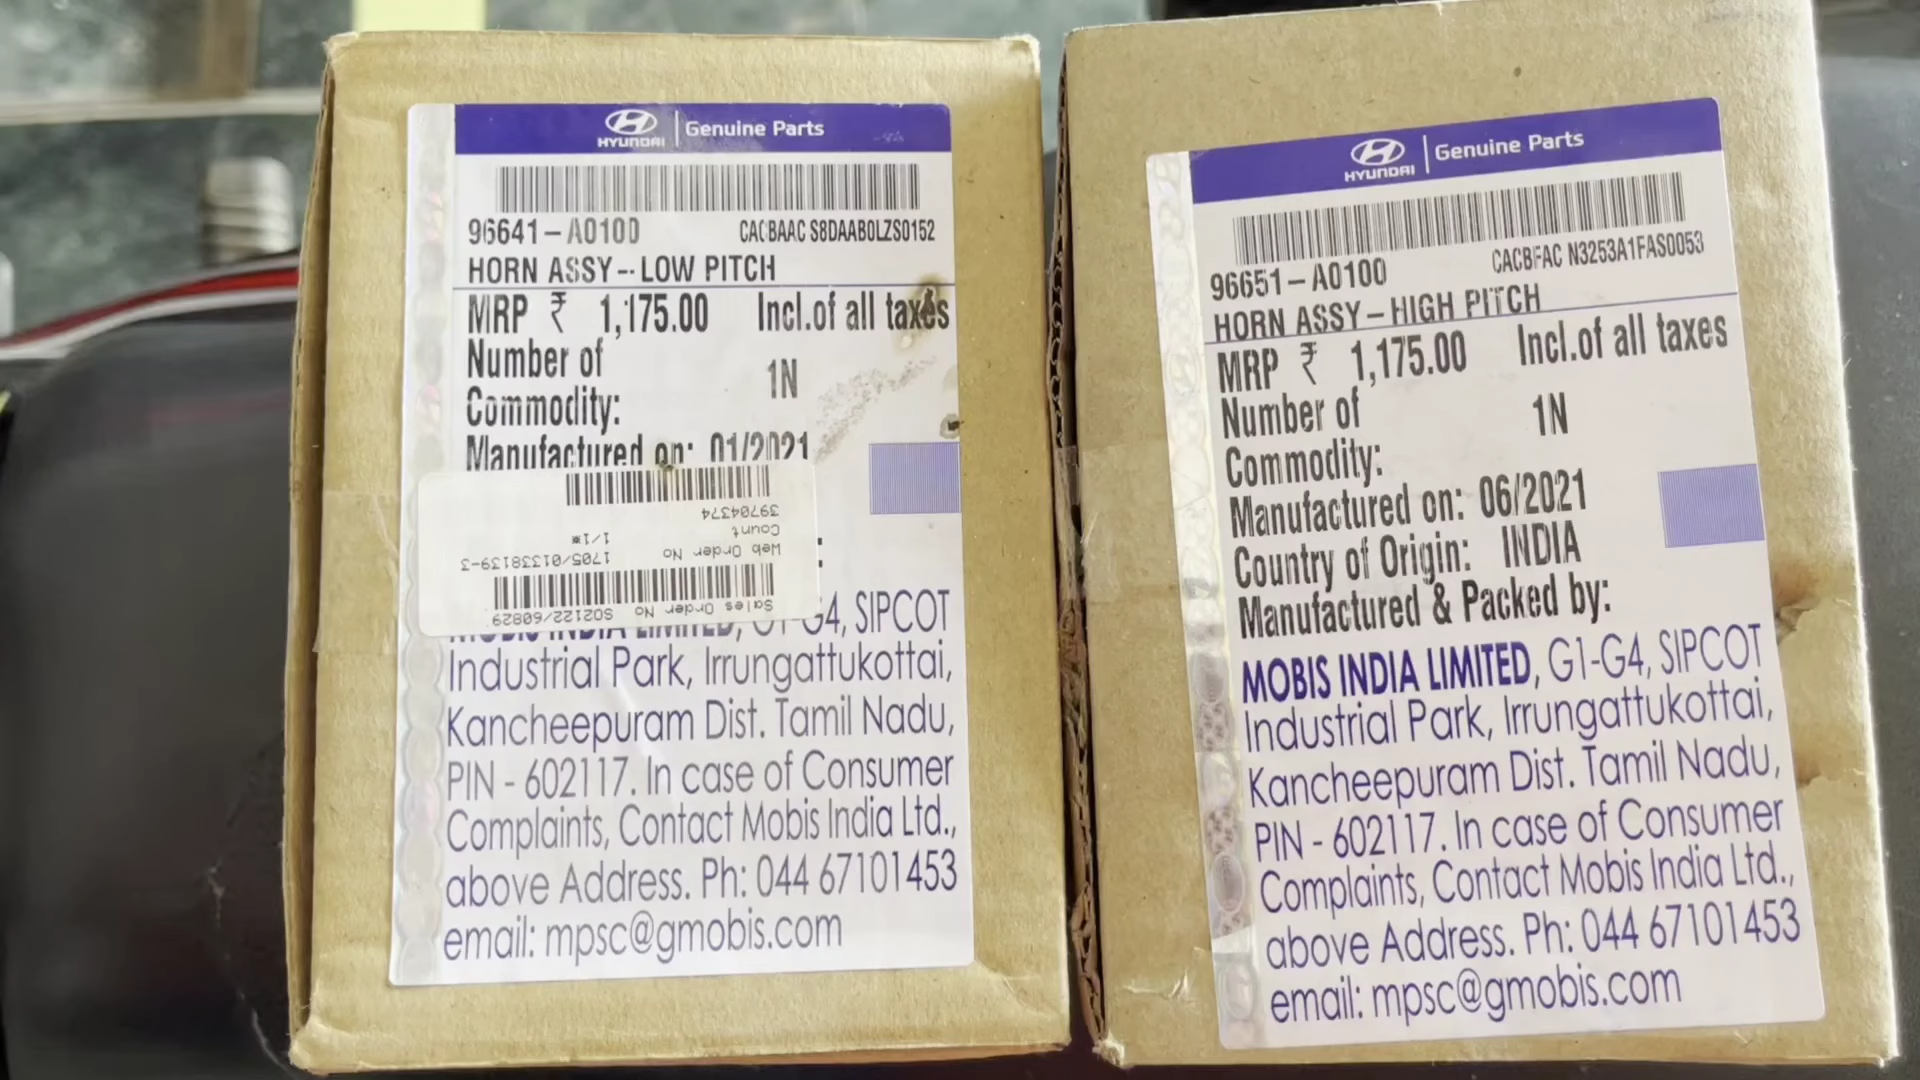 HYUNDAI | Genuine Parts
96641-A0100 CACBAAC S8DAAB0LZS0152
HORN ASSY-LOW PITCH
MRP ₹ 1,175.00 Incl.of all taxes
Number of
Commodity: 1N
Manufactured on: 01/2021
39704374
Count 1/1*
Web Order No 1705/01338139-3
Sales Order No SO2122/60829
MOBIS INDIA LIMITED, G1-G4, SIPCOT
Industrial Park, Irrungattukottai,
Kancheepuram Dist. Tamil Nadu,
PIN - 602117. In case of Consumer
Complaints, Contact Mobis India Ltd.,
above Address. Ph: 044 67101453
email: mpsc@gmobis.com
HYUNDAI | Genuine Parts
96651-A0100 CACBFAC N3253A1FAS0053
HORN ASSY-HIGH PITCH
MRP ₹ 1,175.00 Incl.of all taxes
Number of
Commodity: 1N
Manufactured on: 06/2021
Country of Origin: INDIA
Manufactured & Packed by:
MOBIS INDIA LIMITED, G1-G4, SIPCOT
Industrial Park, Irrungattukottai,
Kancheepuram Dist. Tamil Nadu,
PIN - 602117. In case of Consumer
Complaints, Contact Mobis India Ltd.,
above Address. Ph: 044 67101453
email: mpsc@gmobis.com